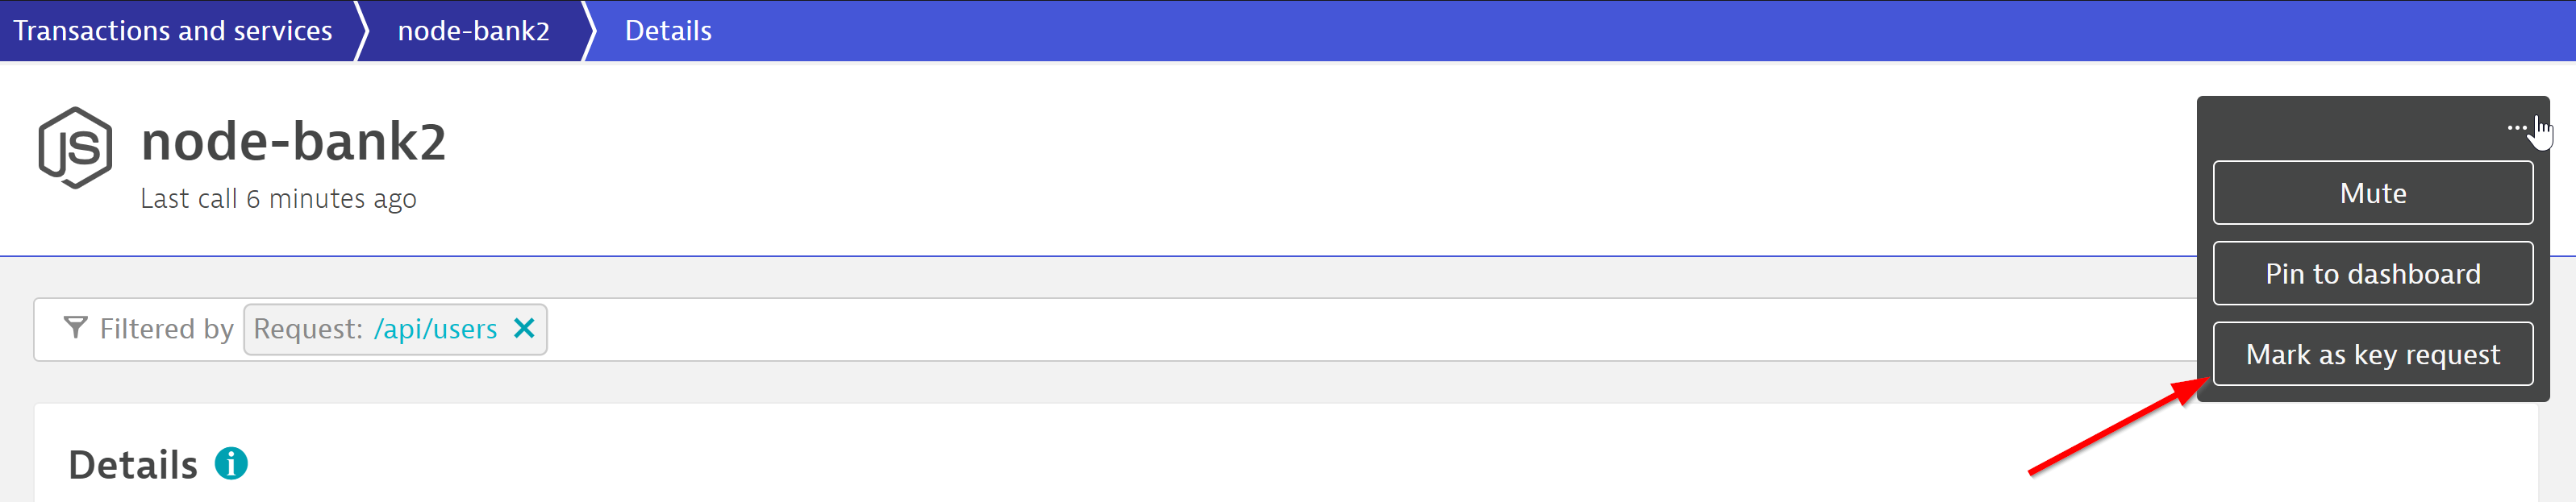 Transactions and services
node-bank2
Details
JS
node-bank2
Last call 6 minutes ago
...
Mute
Pin to dashboard
Mark as key request
Filtered by Request: /api/users
Details